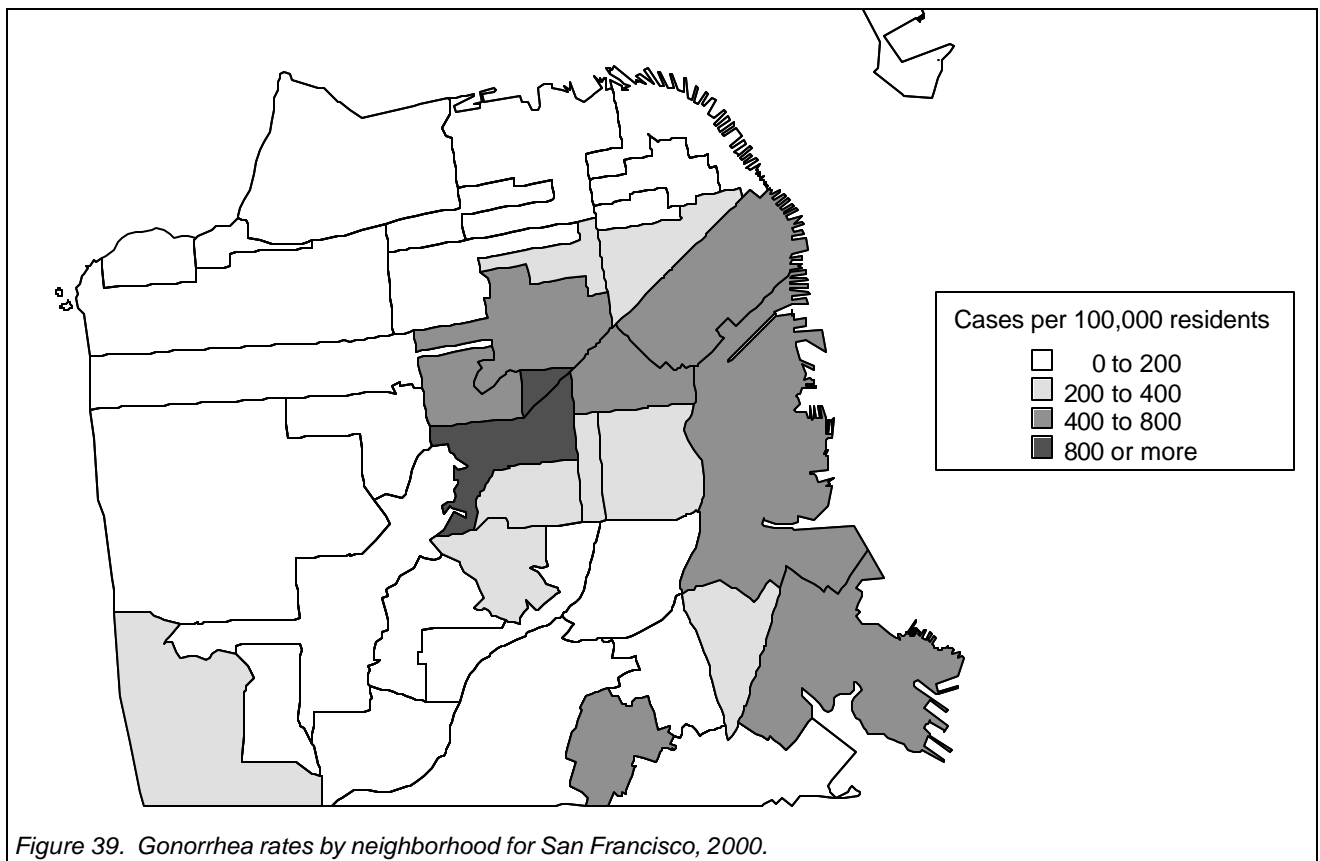 Cases per 100,000 residents
0 to 200
200 to 400
400 to 800
800 or more
Figure 39. Gonorrhea rates by neighborhood for San Francisco, 2000.